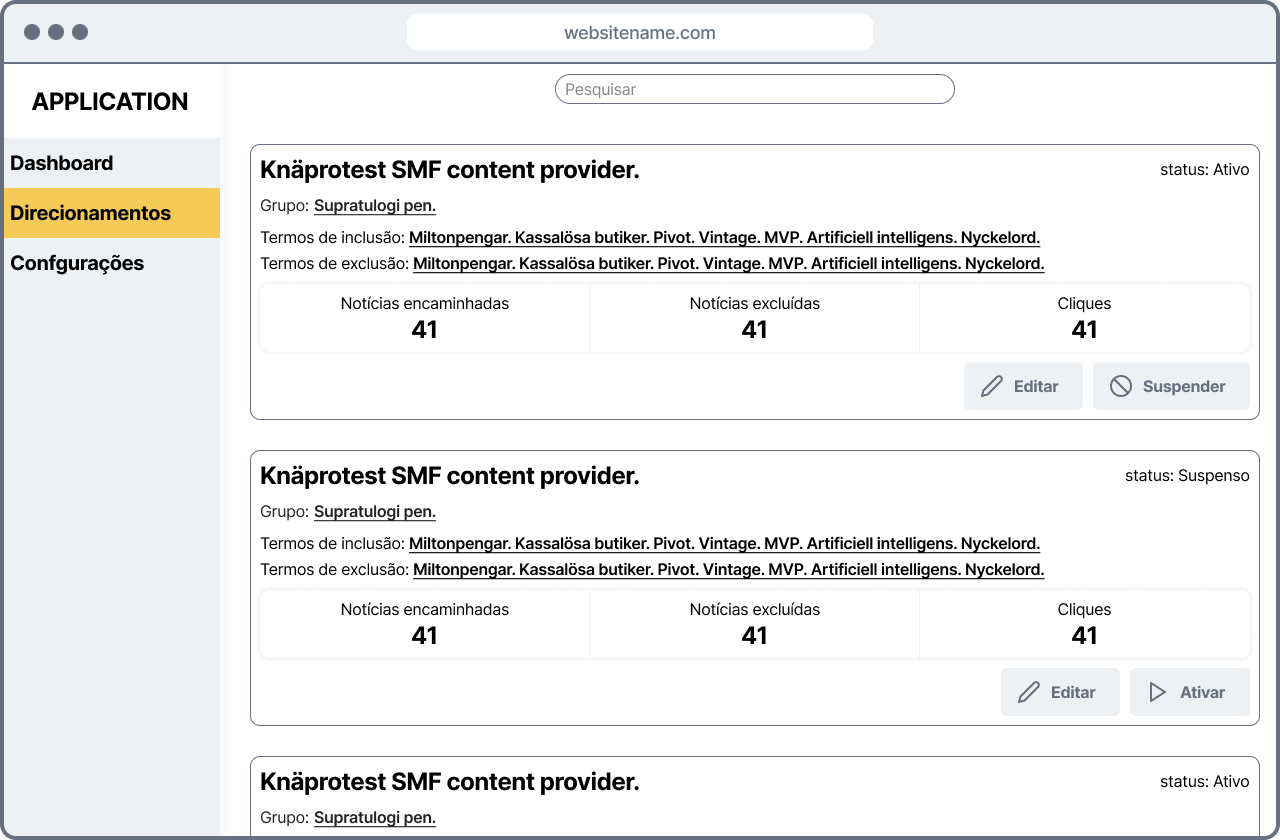 websitename.com
APPLICATION
Pesquisar
Dashboard
Direcionamentos
Confgurações
Knäprotest SMF content provider.
status: Ativo
Grupo: Supratulogi pen.
Termos de inclusão: Miltonpengar. Kassalösa butiker. Pivot. Vintage. MVP. Artificiell intelligens. Nyckelord.
Termos de exclusão: Miltonpengar. Kassalösa butiker. Pivot. Vintage. MVP. Artificiell intelligens. Nyckelord.
Notícias encaminhadas
41
Notícias excluídas
41
Cliques
41
Editar
Suspender
Knäprotest SMF content provider.
status: Suspenso
Grupo: Supratulogi pen.
Termos de inclusão: Miltonpengar. Kassalösa butiker. Pivot. Vintage. MVP. Artificiell intelligens. Nyckelord.
Termos de exclusão: Miltonpengar. Kassalösa butiker. Pivot. Vintage. MVP. Artificiell intelligens. Nyckelord.
Notícias encaminhadas
41
Notícias excluídas
41
Cliques
41
Editar
Ativar
Knäprotest SMF content provider.
status: Ativo
Grupo: Supratulogi pen.